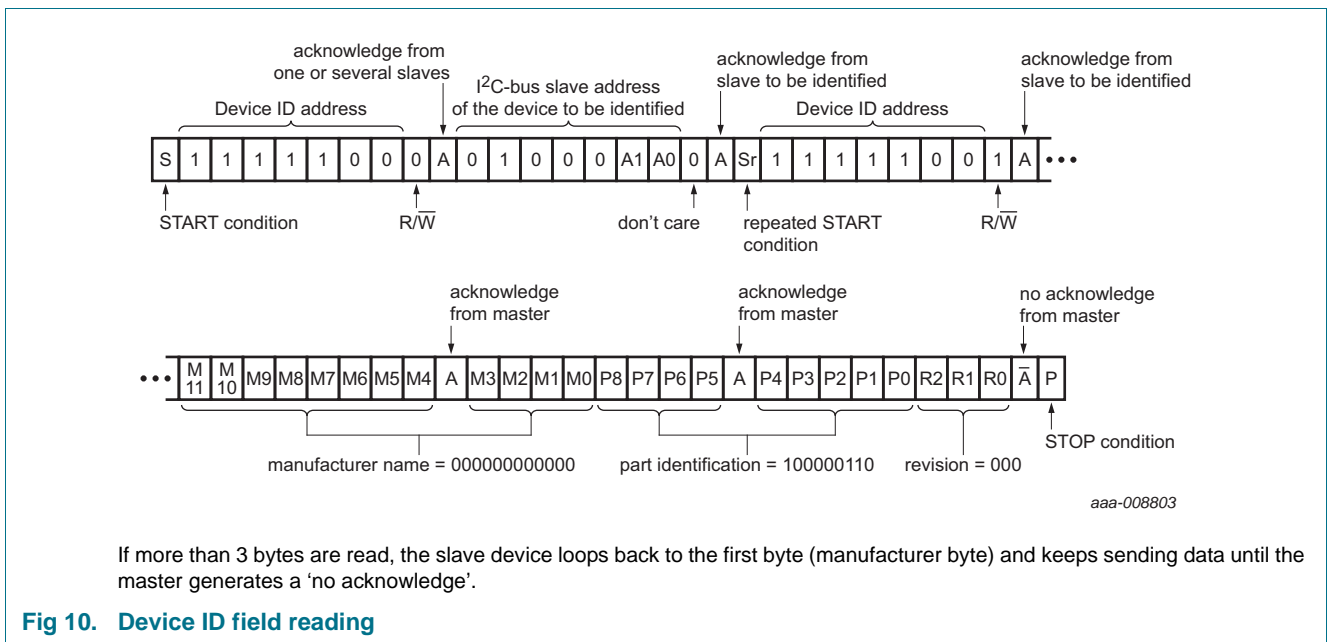 acknowledge from
one or several slaves
I2C-bus slave address
of the device to be identified
acknowledge from
slave to be identified
acknowledge from
slave to be identified
Device ID address
Device ID address
S 1 1 1 1 1 0 0 0 A 0 1 0 0 0 A1 A0 0 A Sr 1 1 1 1 1 0 0 1 A •••
START condition
R/W̅
don't care
repeated START
condition
R/W̅
acknowledge
from master
acknowledge
from master
no acknowledge
from master
••• M11 M10 M9 M8 M7 M6 M5 M4 A M3 M2 M1 M0 P8 P7 P6 P5 A P4 P3 P2 P1 P0 R2 R1 R0 A̅ P
STOP condition
manufacturer name = 000000000000
part identification = 100000110
revision = 000
aaa-008803
If more than 3 bytes are read, the slave device loops back to the first byte (manufacturer byte) and keeps sending data until the
master generates a ‘no acknowledge’.
Fig 10. Device ID field reading